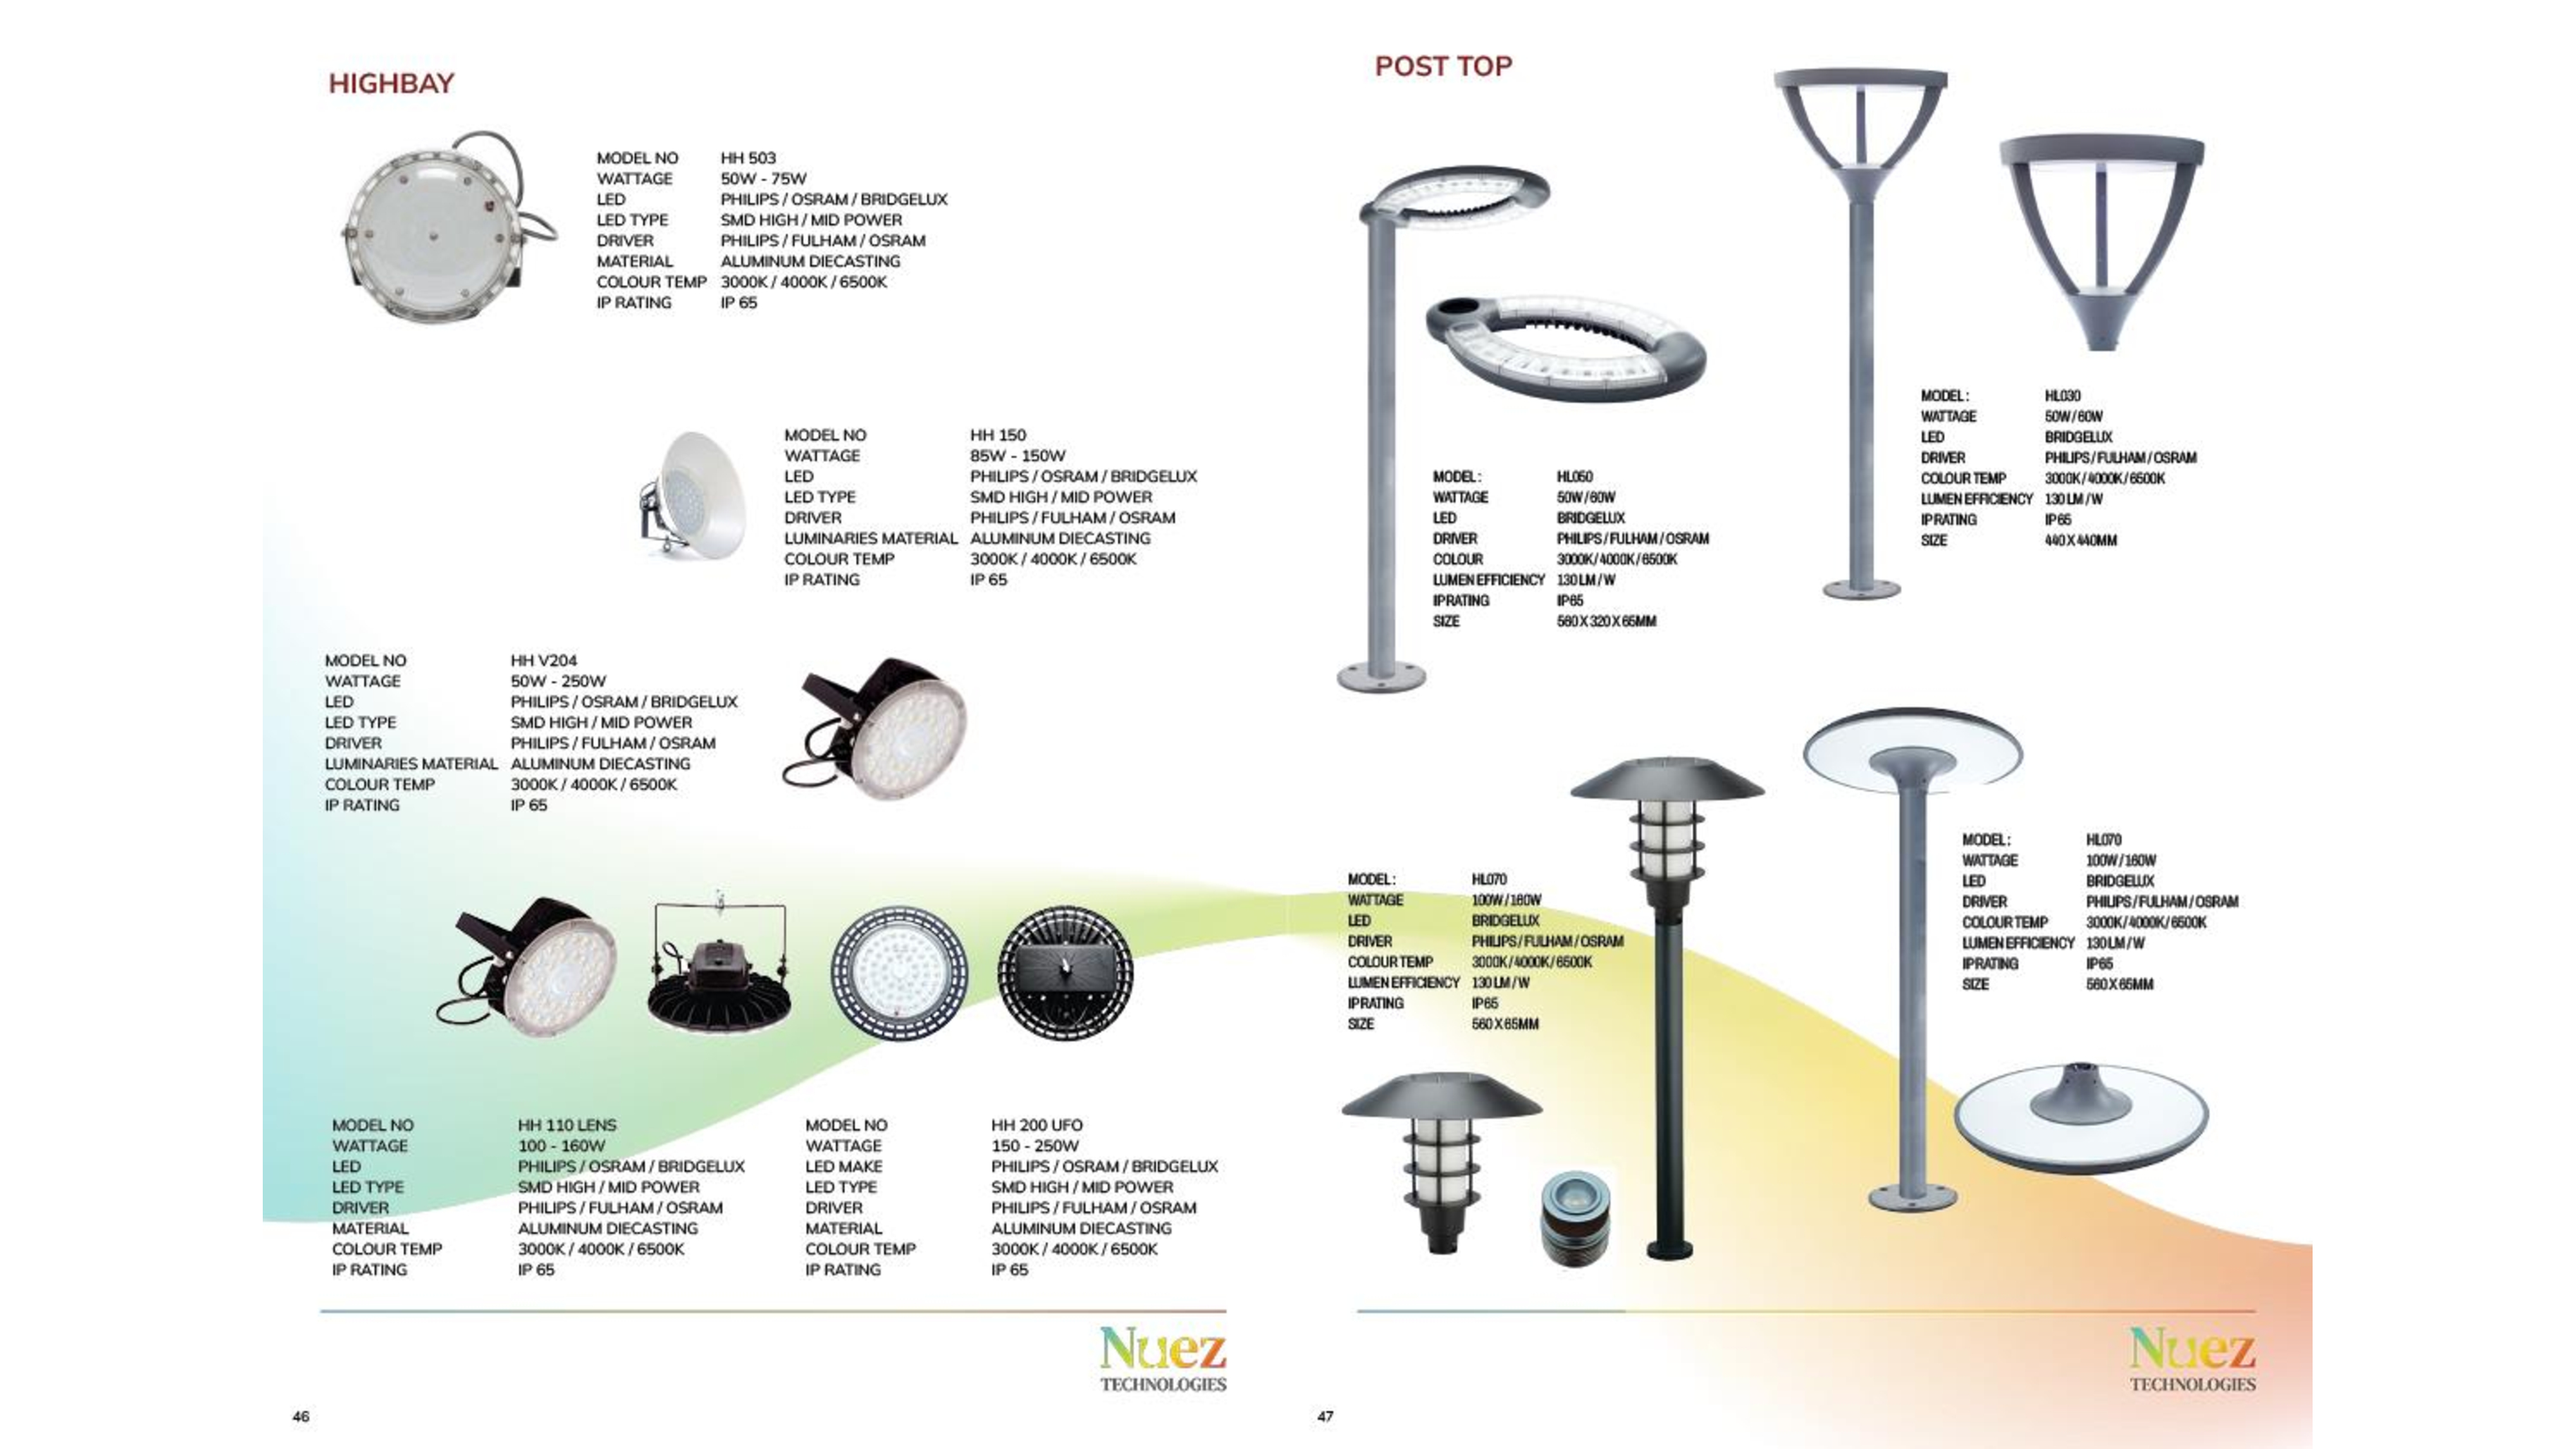 HIGHBAY
MODEL NO HH 503
WATTAGE 50W - 75W
LED PHILIPS / OSRAM / BRIDGELUX
LED TYPE SMD HIGH / MID POWER
DRIVER PHILIPS / FULHAM / OSRAM
MATERIAL ALUMINUM DIECASTING
COLOUR TEMP 3000K / 4000K / 6500K
IP RATING IP 65
MODEL NO HH 150
WATTAGE 85W - 150W
LED PHILIPS / OSRAM / BRIDGELUX
LED TYPE SMD HIGH / MID POWER
DRIVER PHILIPS / FULHAM / OSRAM
LUMINARIES MATERIAL ALUMINUM DIECASTING
COLOUR TEMP 3000K / 4000K / 6500K
IP RATING IP 65
MODEL NO HH V204
WATTAGE 50W - 250W
LED PHILIPS / OSRAM / BRIDGELUX
LED TYPE SMD HIGH / MID POWER
DRIVER PHILIPS / FULHAM / OSRAM
LUMINARIES MATERIAL ALUMINUM DIECASTING
COLOUR TEMP 3000K / 4000K / 6500K
IP RATING IP 65
MODEL NO HH 110 LENS
WATTAGE 100 - 160W
LED PHILIPS / OSRAM / BRIDGELUX
LED TYPE SMD HIGH / MID POWER
DRIVER PHILIPS / FULHAM / OSRAM
MATERIAL ALUMINUM DIECASTING
COLOUR TEMP 3000K / 4000K / 6500K
IP RATING IP 65
MODEL NO HH 200 UFO
WATTAGE 150 - 250W
LED MAKE PHILIPS / OSRAM / BRIDGELUX
LED TYPE SMD HIGH / MID POWER
DRIVER PHILIPS / FULHAM / OSRAM
MATERIAL ALUMINUM DIECASTING
COLOUR TEMP 3000K / 4000K / 6500K
IP RATING IP 65
Nuez
TECHNOLOGIES
46
POST TOP
MODEL : HL050
WATTAGE 50W / 60W
LED BRIDGELUX
DRIVER PHILIPS / FULHAM / OSRAM
COLOUR 3000K / 4000K / 6500K
LUMEN EFFICIENCY 130 LM / W
IP RATING IP65
SIZE 560 X 320 X 65MM
MODEL : HL030
WATTAGE 50W / 60W
LED BRIDGELUX
DRIVER PHILIPS / FULHAM / OSRAM
COLOUR TEMP 3000K / 4000K / 6500K
LUMEN EFFICIENCY 130 LM / W
IP RATING IP 65
SIZE 440 X 440MM
MODEL : HL070
WATTAGE 100W / 160W
LED BRIDGELUX
DRIVER PHILIPS / FULHAM / OSRAM
COLOUR TEMP 3000K / 4000K / 6500K
LUMEN EFFICIENCY 130 LM / W
IP RATING IP65
SIZE 560 X 65MM
MODEL : HL070
WATTAGE 100W / 160W
LED BRIDGELUX
DRIVER PHILIPS / FULHAM / OSRAM
COLOUR TEMP 3000K / 4000K / 6500K
LUMEN EFFICIENCY 130 LM / W
IP RATING IP65
SIZE 560 X 65MM
Nuez
TECHNOLOGIES
47